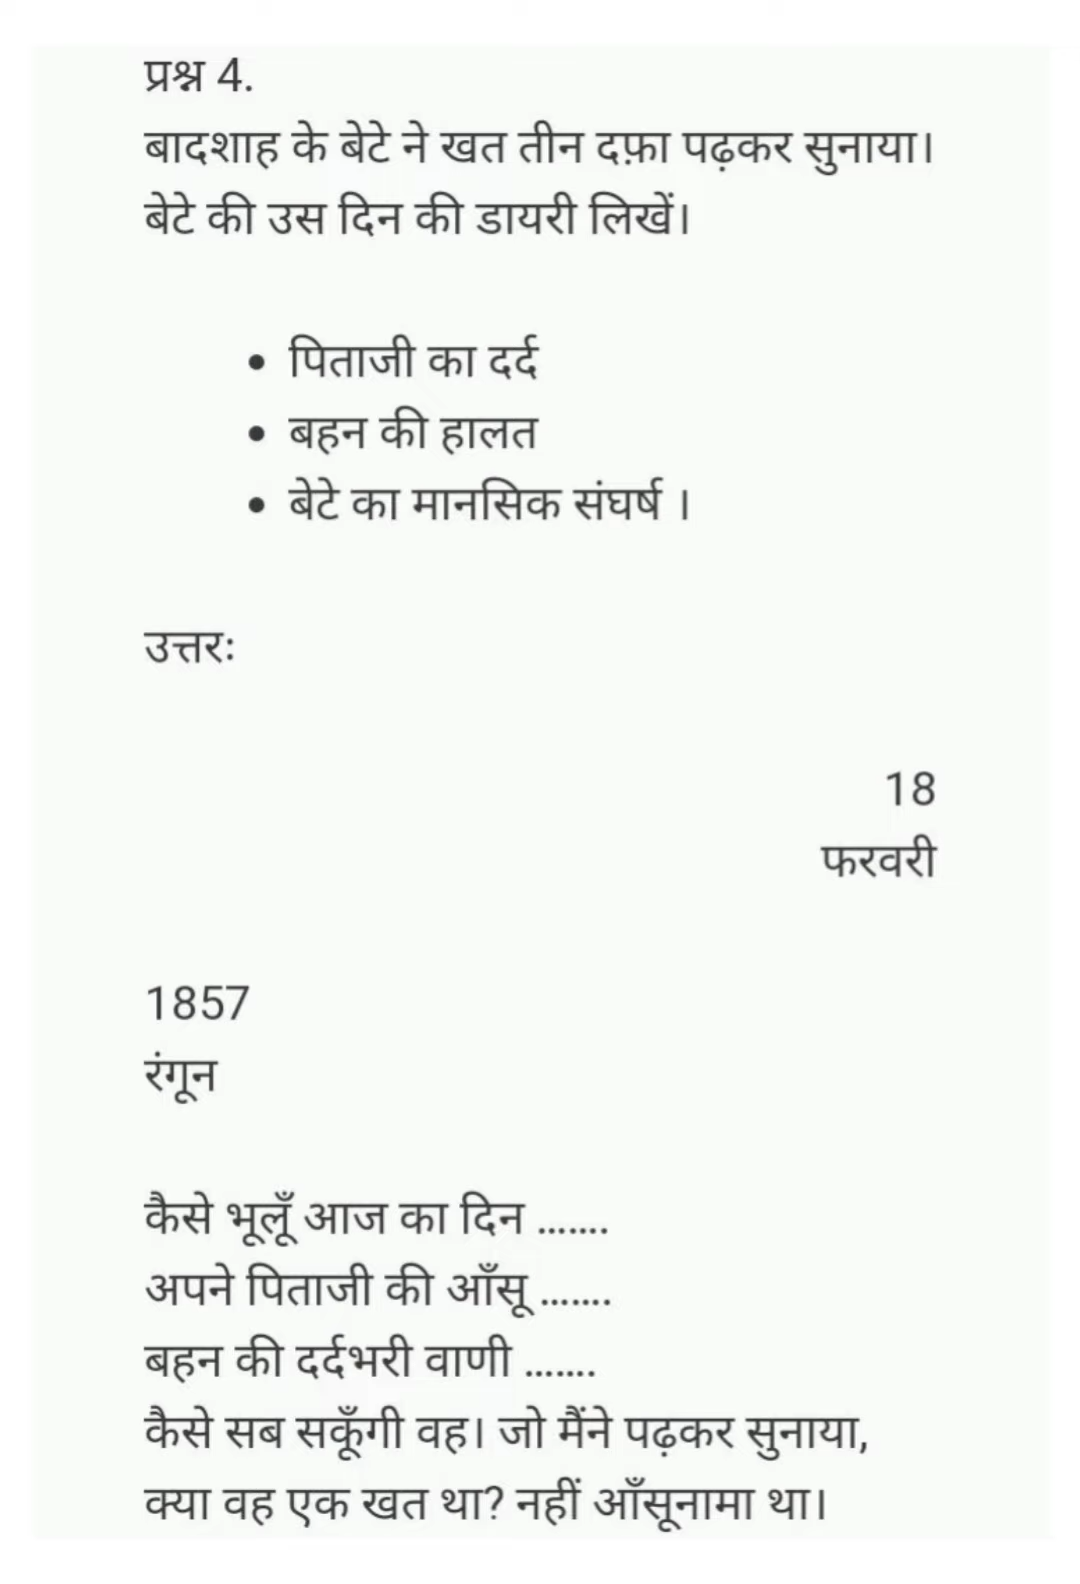 प्रश्न 4.
बादशाह के बेटे ने खत तीन दफ़ा पढ़कर सुनाया।
बेटे की उस दिन की डायरी लिखें।
• पिताजी का दर्द
• बहन की हालत
• बेटे का मानसिक संघर्ष ।
उत्तरः
18
फरवरी
1857
रंगून
कैसे भूलूँ आज का दिन …….
अपने पिताजी की आँसू …….
बहन की दर्दभरी वाणी …….
कैसे सब सकूँगी वह। जो मैंने पढ़कर सुनाया,
क्या वह एक खत था? नहीं आँसूनामा था।